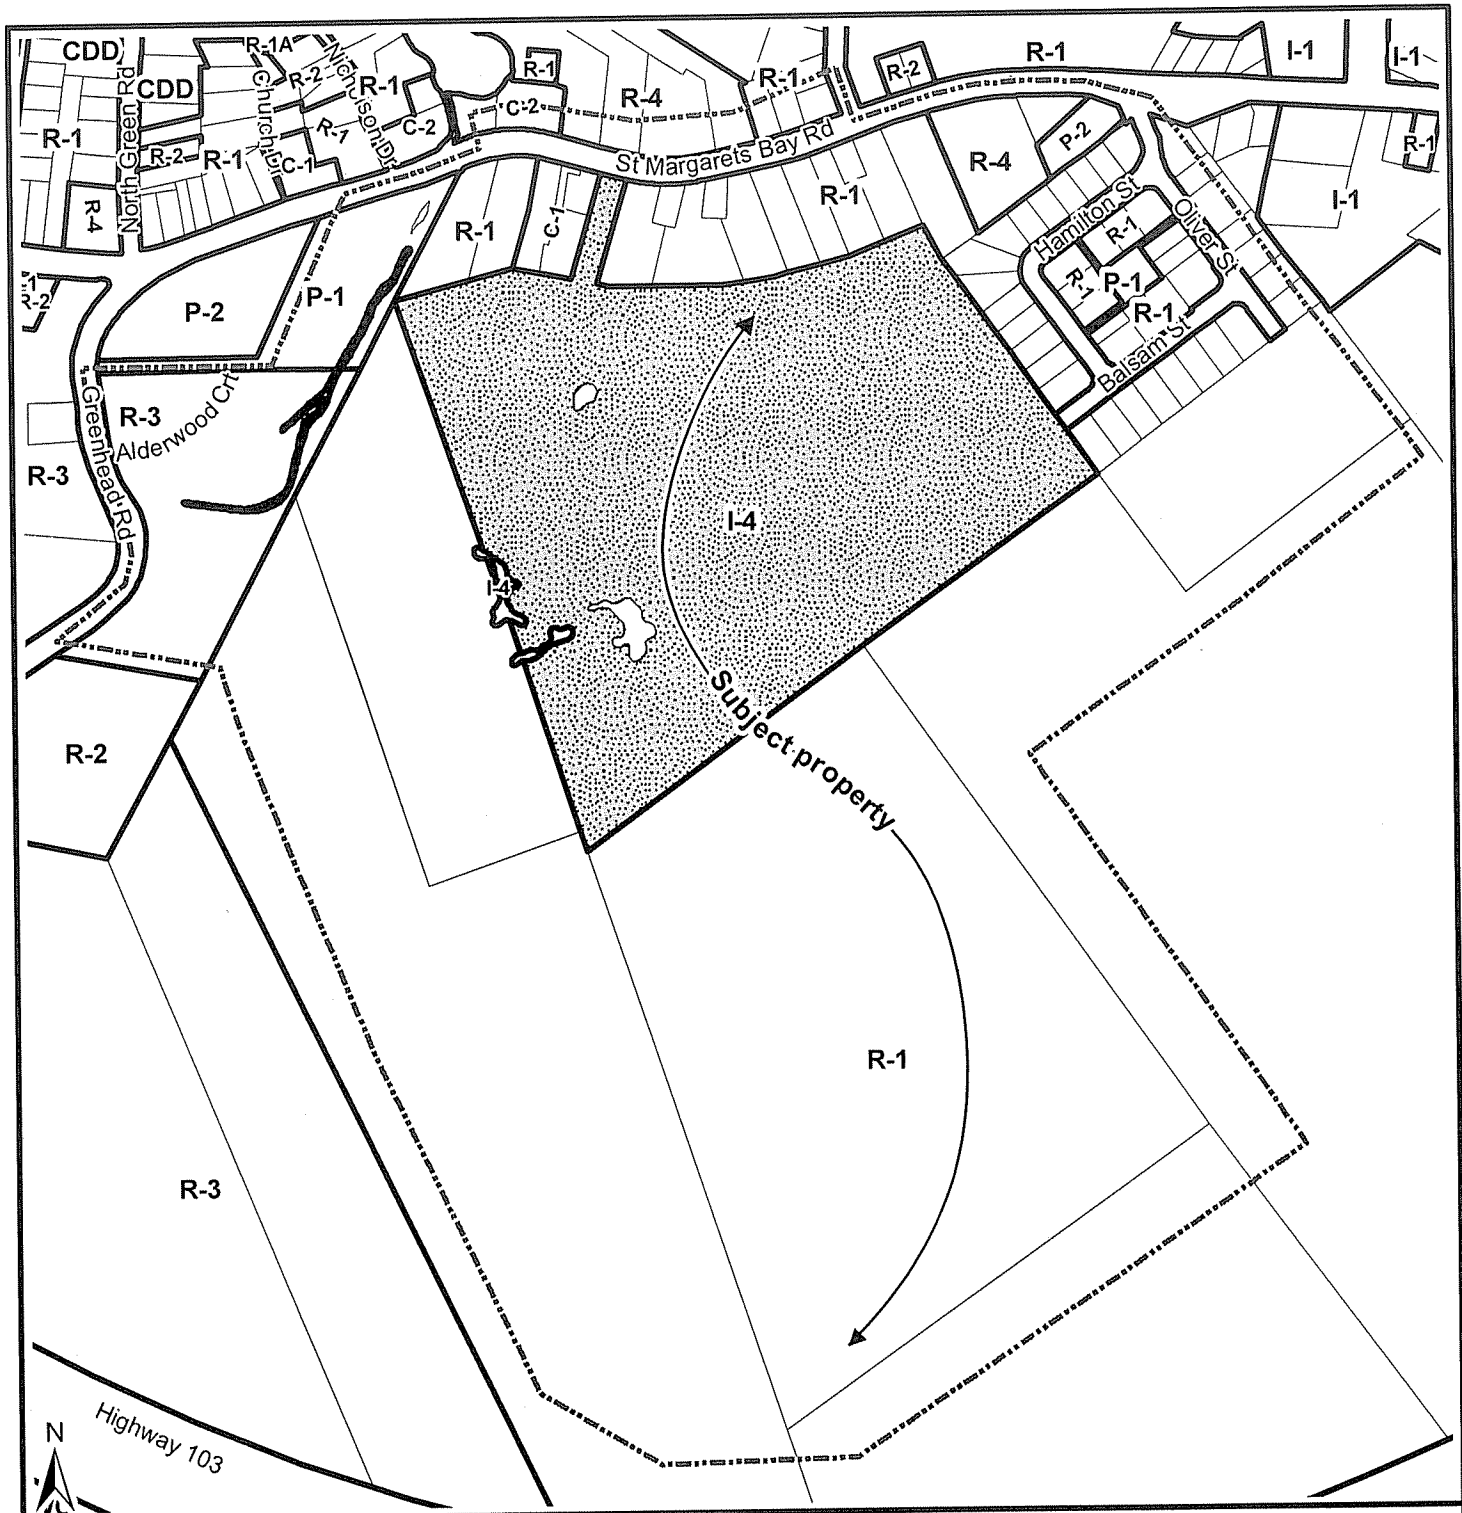 CDD
R-1A
Nicholson Dr
R-1
R-1
R-2
R-1
I-1
I-1
CDD
R-2
R-1
R-4
C-2
North Green Rd
Church Dr
R-1
C-2
R-1
R-2
R-1
C-1
St Margarets Bay Rd
R-4
P-2
R-1
R-4
R-1
C-1
R-1
I-1
Hamilton St
R-1
Oliver St
R-2
P-2
P-1
R-1
P-1
R-1
Balsam St
Greenhead Rd
R-3
Alderwood Crt
R-3
I-4
I-4
Subject property
R-2
R-1
R-3
Highway 103
N